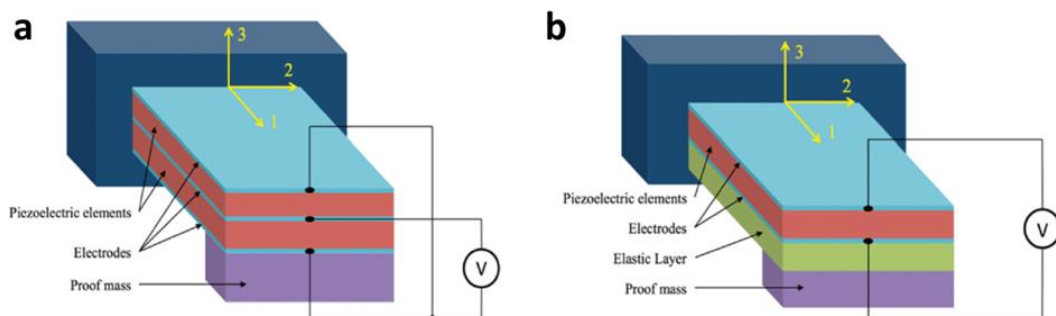 a
3
2
1
Piezoelectric elements
Electrodes
Proof mass
V
b
3
2
1
Piezoelectric elements
Electrodes
Elastic Layer
Proof mass
V